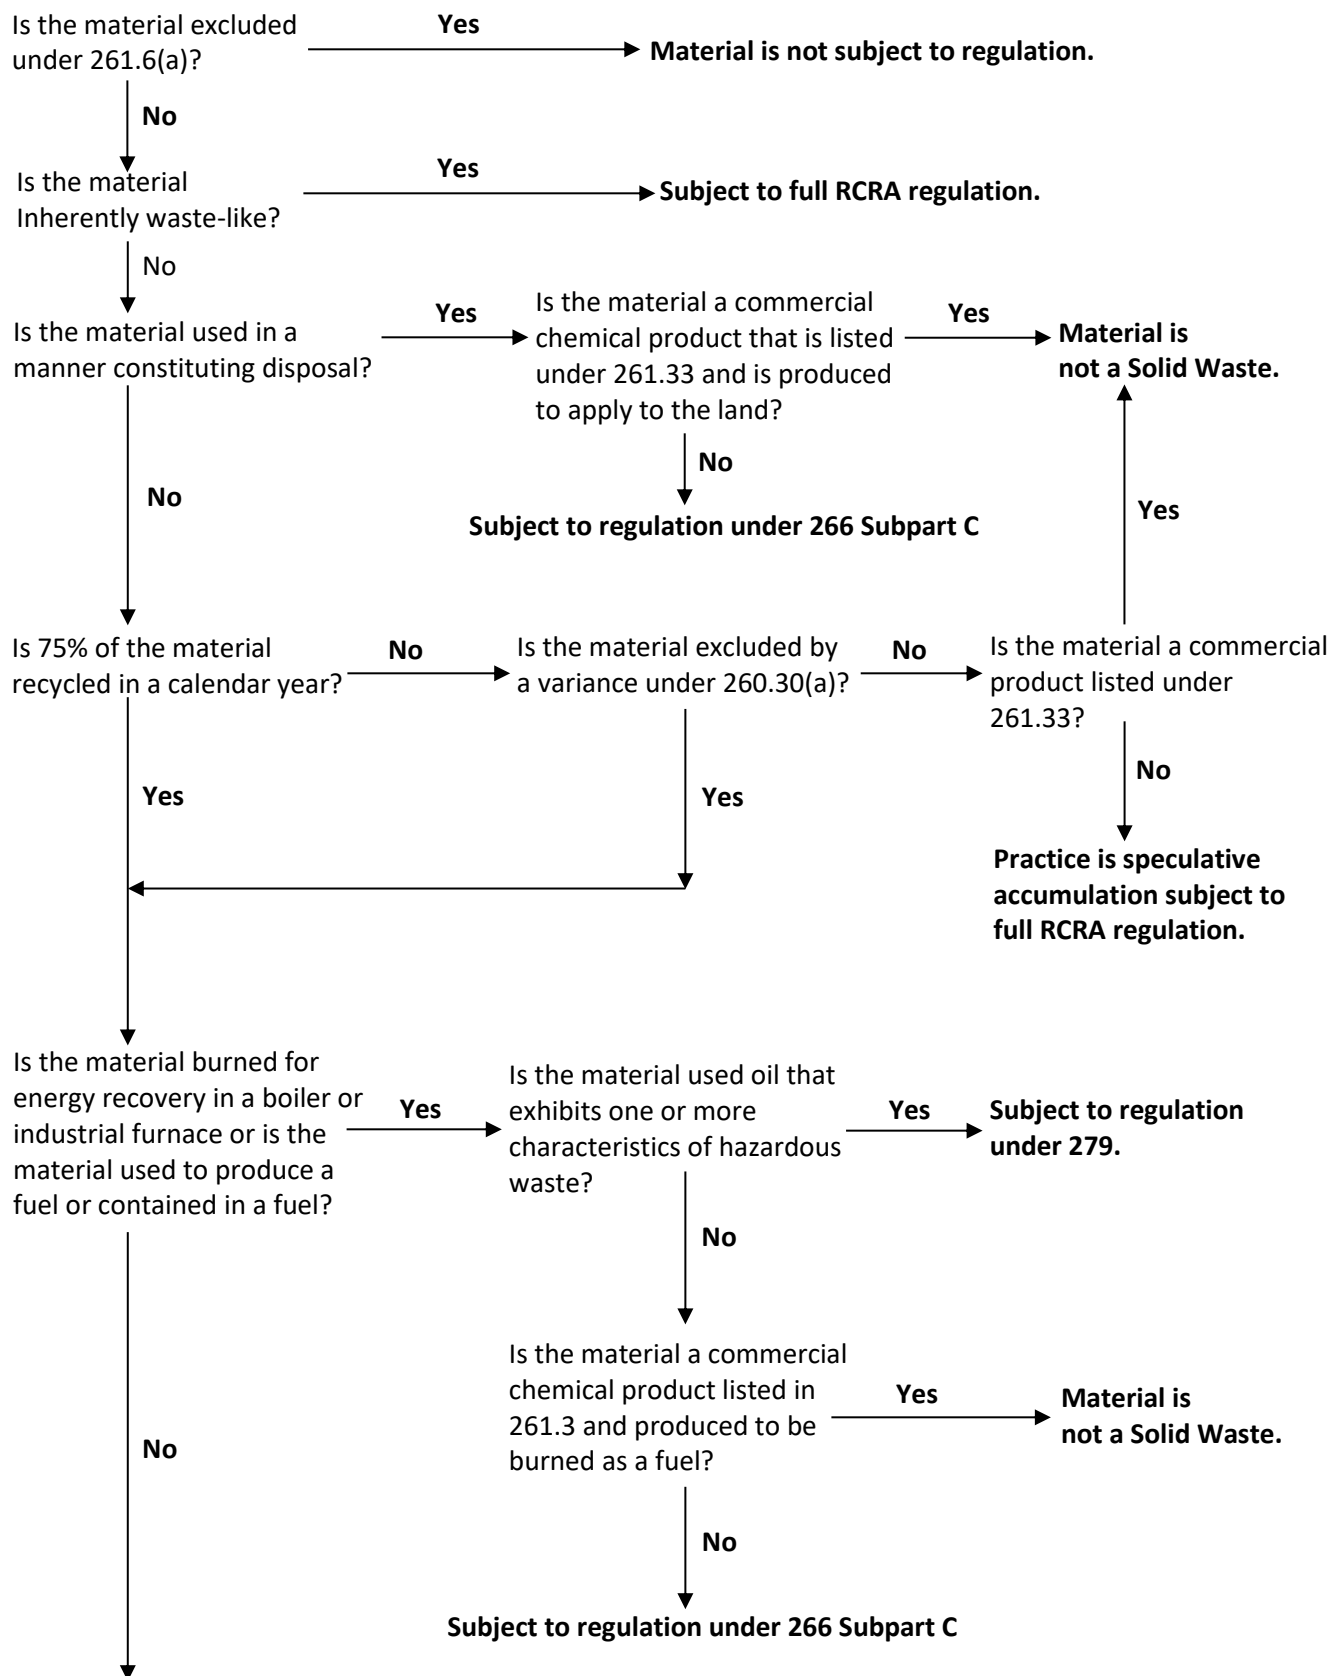 Is the material excluded
under 261.6(a)?
Yes
Material is not subject to regulation.
No
Is the material
Inherently waste-like?
Yes
Subject to full RCRA regulation.
No
Is the material used in a
manner constituting disposal?
Yes
Is the material a commercial
chemical product that is listed
under 261.33 and is produced
to apply to the land?
Yes
Material is
not a Solid Waste.
No
Subject to regulation under 266 Subpart C
No
Yes
Is 75% of the material
recycled in a calendar year?
No
Is the material excluded by
a variance under 260.30(a)?
No
Is the material a commercial
product listed under
261.33?
Yes
Yes
No
Practice is speculative
accumulation subject to
full RCRA regulation.
Is the material burned for
energy recovery in a boiler or
industrial furnace or is the
material used to produce a
fuel or contained in a fuel?
Yes
Is the material used oil that
exhibits one or more
characteristics of hazardous
waste?
Yes
Subject to regulation
under 279.
No
Is the material a commercial
chemical product listed in
261.3 and produced to be
burned as a fuel?
Yes
Material is
not a Solid Waste.
No
No
Subject to regulation under 266 Subpart C